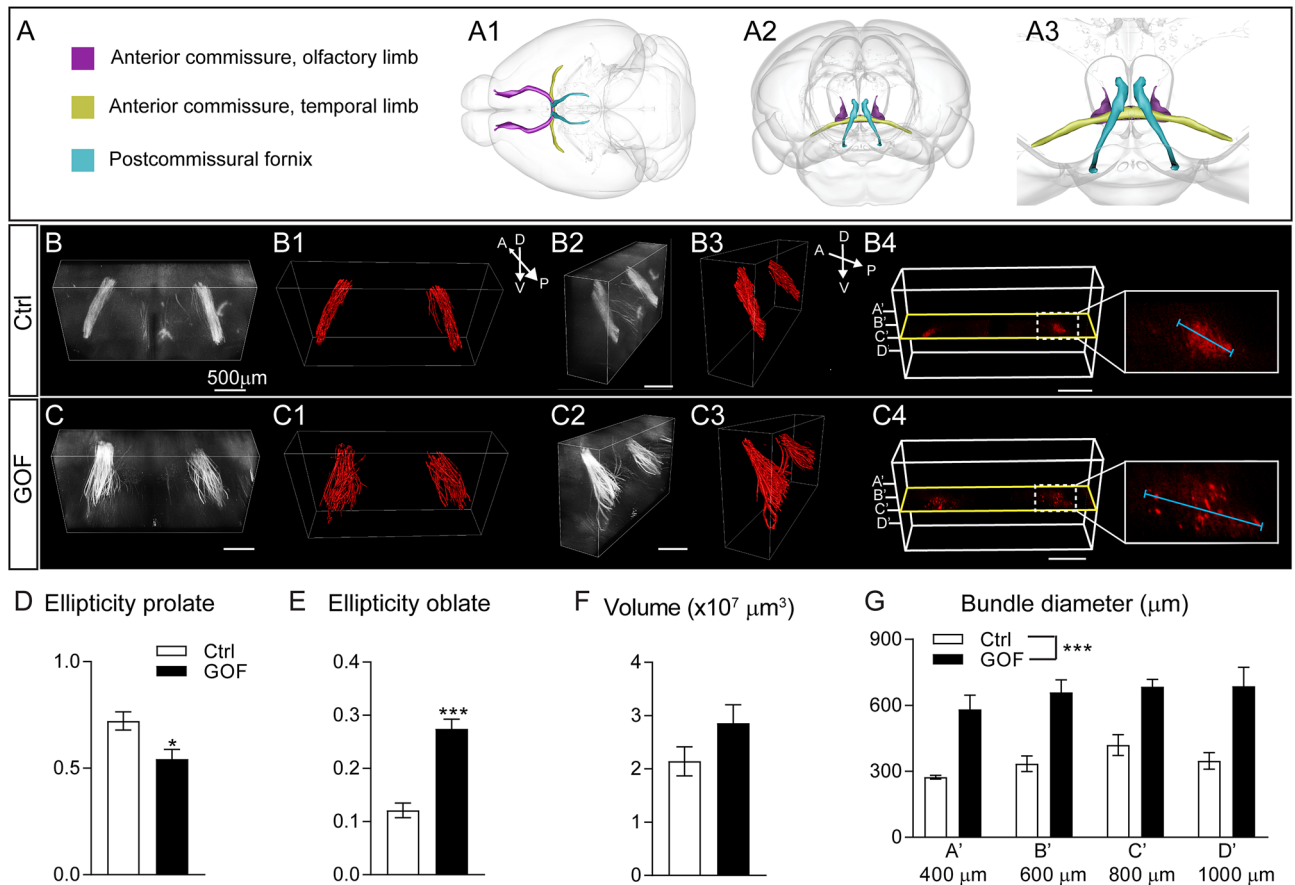 A
Anterior commissure, olfactory limb
Anterior commissure, temporal limb
Postcommissural fornix
A1
A2
A3
Ctrl
B
500μm
B1
A D
V P
B2
B3
D
A
P
V
B4
A'
B'
C'
D'
GOF
C
C1
C2
C3
C4
A'
B'
C'
D'
D Ellipticity prolate
Ctrl
GOF
1.0
0.5
0.0
*
E Ellipticity oblate
0.4
0.3
0.2
0.1
0.0
***
F Volume (x10⁷ μm³)
4
3
2
1
0
G Bundle diameter (μm)
900
600
300
0
Ctrl
GOF
***
A' B' C' D'
400 μm 600 μm 800 μm 1000 μm